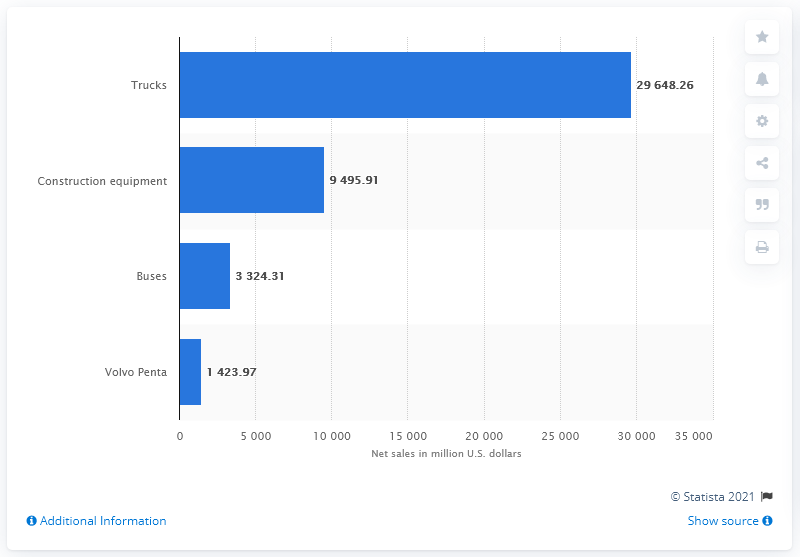 Trucks 29 648.26
Construction equipment 9 495.91
Buses 3 324.31
Volvo Penta 1 423.97
0 5 000 10 000 15 000 20 000 25 000 30 000 35 000
Net sales in million U.S. dollars
© Statista 2021
Additional Information Show source